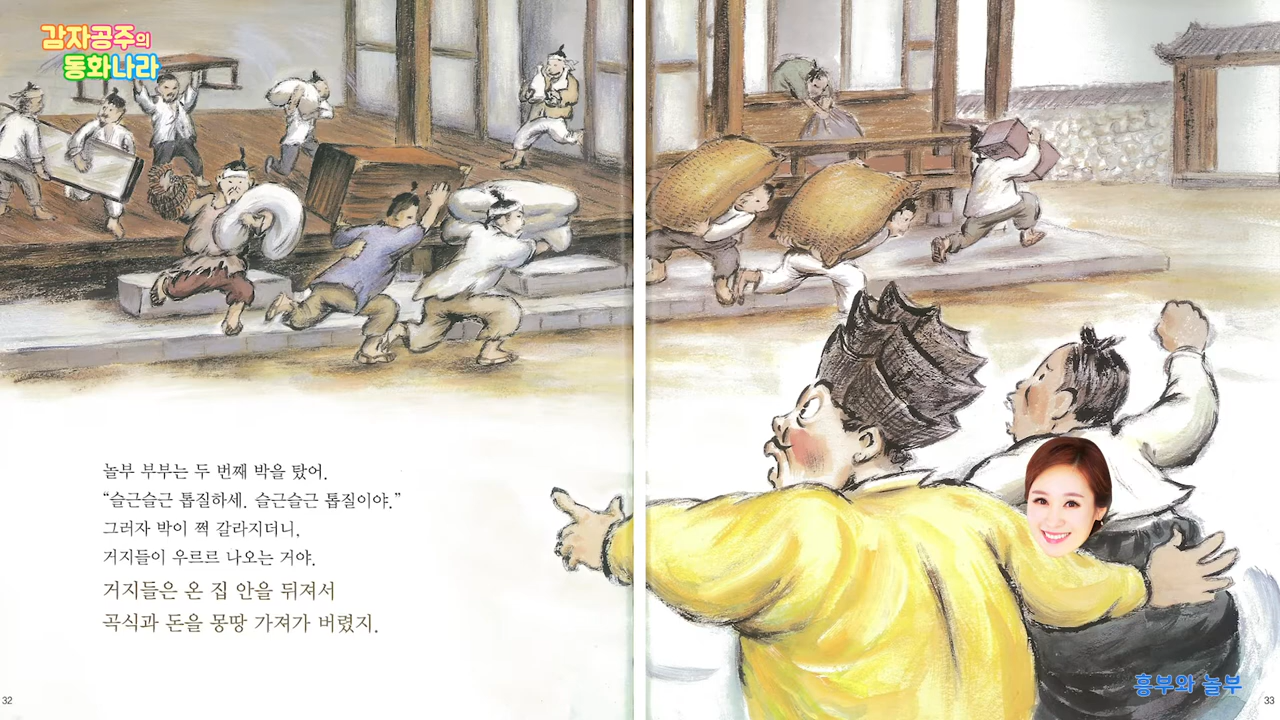 감자공주의
동화나라
놀부 부부는 두 번째 박을 탔어.
“슬근슬근 톱질하세. 슬근슬근 톱질이야.”
그러자 박이 쩍 갈라지더니,
거지들이 우르르 나오는 거야.
거지들은 온 집 안을 뒤져서
곡식과 돈을 몽땅 가져가 버렸지.
32
흥부와 놀부
33